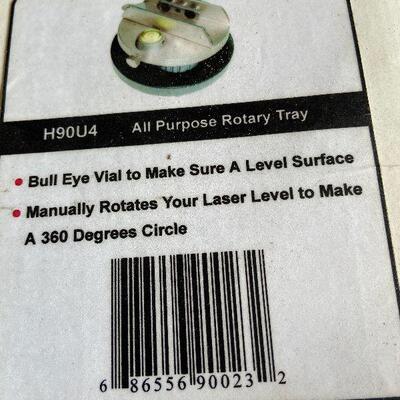 H90U4 All Purpose Rotary Tray
• Bull Eye Vial to Make Sure A Level Surface
• Manually Rotates Your Laser Level to Make
A 360 Degrees Circle
6 86556 90023 2